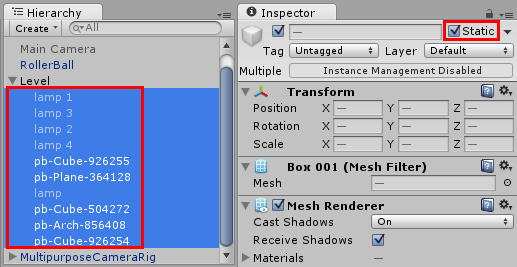 Hierarchy
Create All
Main Camera
RollerBall
Level
lamp 1
lamp 3
lamp 2
lamp 4
pb-Cube-926255
pb-Plane-364128
lamp
pb-Cube-504272
pb-Arch-856408
pb-Cube-926254
MultipurposeCameraRig
Inspector
— Static
Tag Untagged Layer Default
Multiple Instance Management Disabled
Transform
Position X — Y — Z —
Rotation X — Y — Z —
Scale X — Y — Z —
Box 001 (Mesh Filter)
Mesh —
Mesh Renderer
Cast Shadows On
Receive Shadows
Materials —